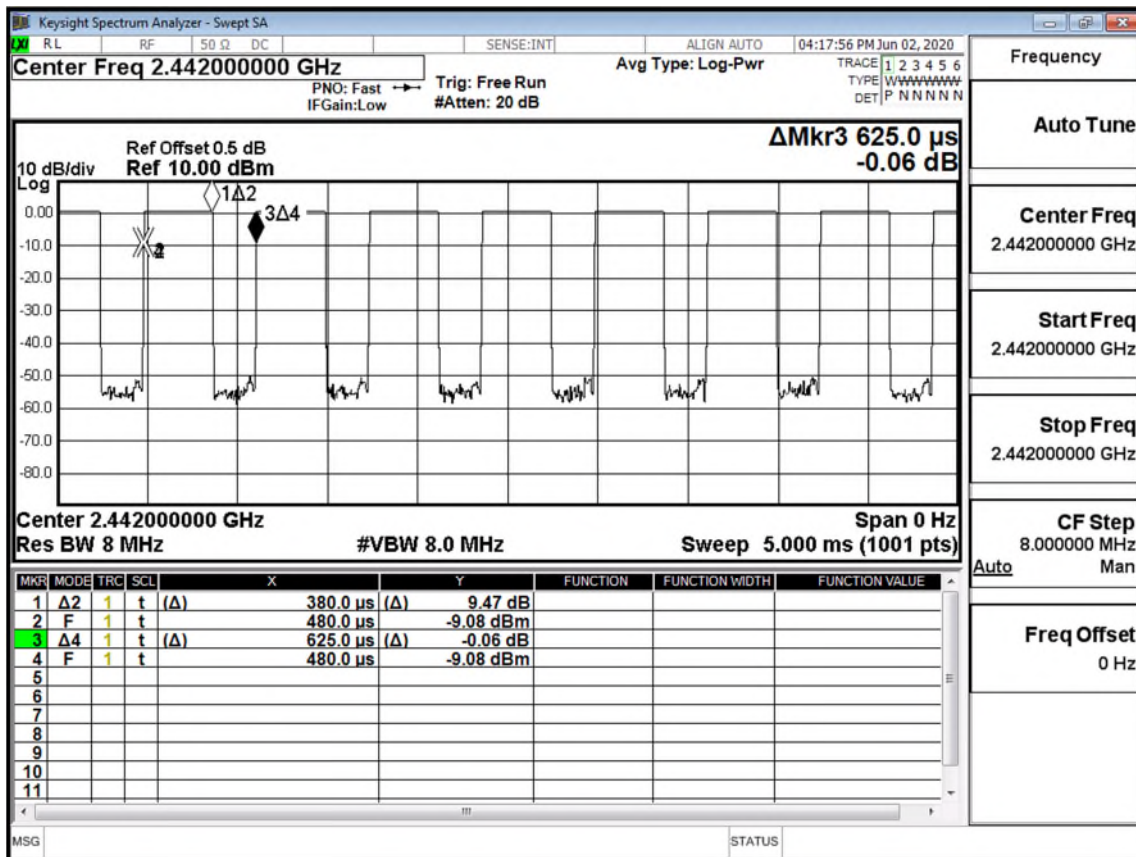 Keysight Spectrum Analyzer - Swept SA
LXI RL RF 50 Ω DC SENSE:INT ALIGN AUTO 04:17:56 PM Jun 02, 2020
Center Freq 2.442000000 GHz
PNO: Fast
IFGain:Low
Trig: Free Run
#Atten: 20 dB
Avg Type: Log-Pwr
TRACE 1 2 3 4 5 6
TYPE WWWWWWW
DET P N N N N N
ΔMkr3 625.0 µs
-0.06 dB
Ref Offset 0.5 dB
10 dB/div Ref 10.00 dBm
Log
1Δ2
3Δ4
0.00
-10.0
-20.0
-30.0
-40.0
-50.0
-60.0
-70.0
-80.0
Center 2.442000000 GHz Span 0 Hz
Res BW 8 MHz #VBW 8.0 MHz Sweep 5.000 ms (1001 pts)
MKR MODE TRC SCL X Y FUNCTION FUNCTION WIDTH FUNCTION VALUE
1 Δ2 1 t (Δ) 380.0 µs (Δ) 9.47 dB
2 F 1 t 480.0 µs -9.08 dBm
3 Δ4 1 t (Δ) 625.0 µs (Δ) -0.06 dB
4 F 1 t 480.0 µs -9.08 dBm
5
6
7
8
9
10
11
MSG STATUS
Frequency
Auto Tune
Center Freq
2.442000000 GHz
Start Freq
2.442000000 GHz
Stop Freq
2.442000000 GHz
CF Step
8.000000 MHz
Auto Man
Freq Offset
0 Hz